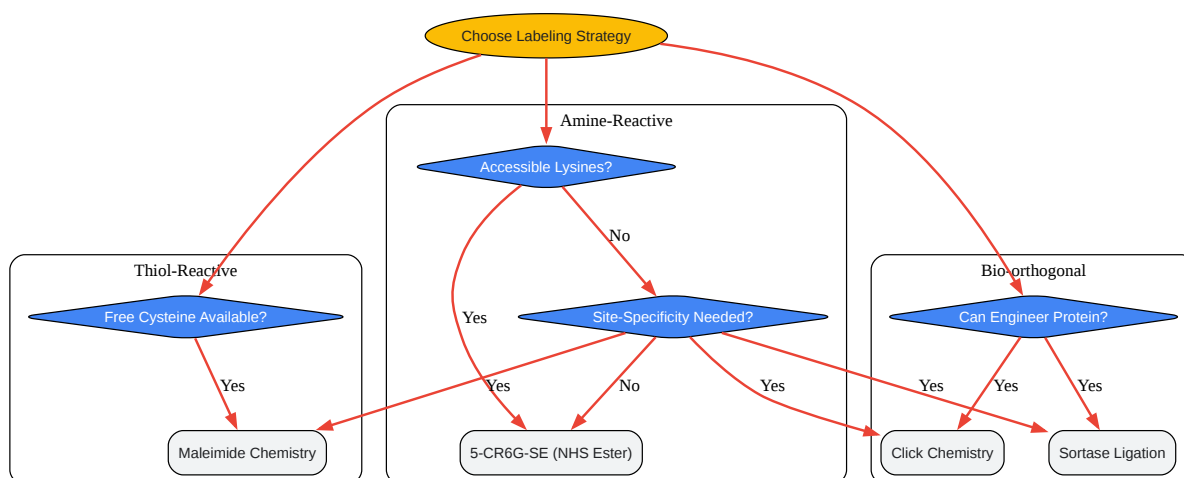 Choose Labeling Strategy
Amine-Reactive
Accessible Lysines?
No
Thiol-Reactive
Bio-orthogonal
Free Cysteine Available?
Yes
Site-Specificity Needed?
Can Engineer Protein?
Yes
Yes
No
Yes
Yes
Yes
Yes
Maleimide Chemistry
5-CR6G-SE (NHS Ester)
Click Chemistry
Sortase Ligation